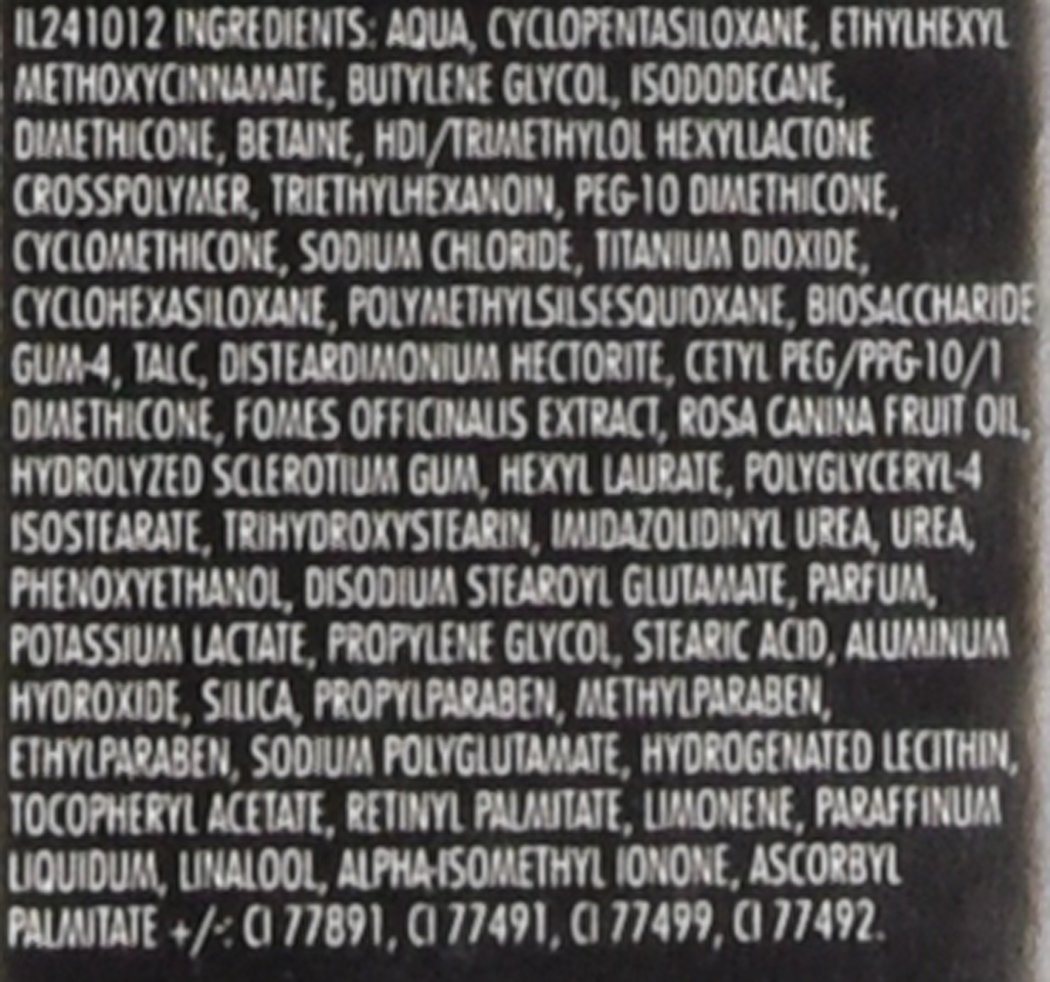 IL241012 INGREDIENTS: AQUA, CYCLOPENTASILOXANE, ETHYLHEXYL
METHOXYCINNAMATE, BUTYLENE GLYCOL, ISODODECANE,
DIMETHICONE, BETAINE, HDI/TRIMETHYLOL HEXYLLACTONE
CROSSPOLYMER, TRIETHYLHEXANOIN, PEG-10 DIMETHICONE,
CYCLOMETHICONE, SODIUM CHLORIDE, TITANIUM DIOXIDE,
CYCLOHEXASILOXANE, POLYMETHYLSILSESQUIOXANE, BIOSACCHARIDE
GUM-4, TALC, DISTEARDIMONIUM HECTORITE, CETYL PEG/PPG-10/1
DIMETHICONE, FOMES OFFICINALIS EXTRACT, ROSA CANINA FRUIT OIL,
HYDROLYZED SCLEROTIUM GUM, HEXYL LAURATE, POLYGLYCERYL-4
ISOSTEARATE, TRIHYDROXYSTEARIN, IMIDAZOLIDINYL UREA, UREA,
PHENOXYETHANOL, DISODIUM STEAROYL GLUTAMATE, PARFUM,
POTASSIUM LACTATE, PROPYLENE GLYCOL, STEARIC ACID, ALUMINUM
HYDROXIDE, SILICA, PROPYLPARABEN, METHYLPARABEN,
ETHYLPARABEN, SODIUM POLYGLUTAMATE, HYDROGENATED LECITHIN,
TOCOPHERYL ACETATE, RETINYL PALMITATE, LIMONENE, PARAFFINUM
LIQUIDUM, LINALOOL, ALPHA-ISOMETHYL IONONE, ASCORBYL
PALMITATE +/-: CI 77891, CI 77491, CI 77499, CI 77492.